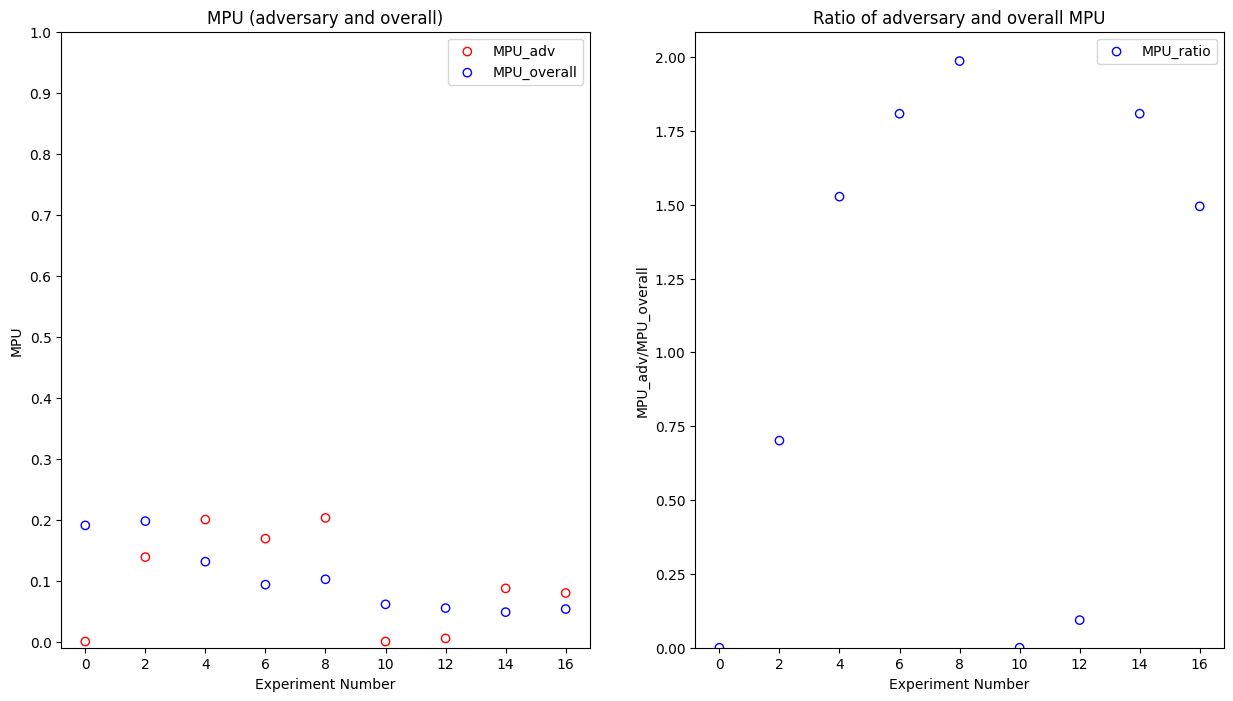 MPU (adversary and overall)
MPU_adv
MPU_overall
1.0
0.9
0.8
0.7
0.6
0.5
0.4
0.3
0.2
0.1
0.0
MPU
0 2 4 6 8 10 12 14 16
Experiment Number
Ratio of adversary and overall MPU
MPU_ratio
2.00
1.75
1.50
1.25
1.00
0.75
0.50
0.25
0.00
MPU_adv/MPU_overall
0 2 4 6 8 10 12 14 16
Experiment Number